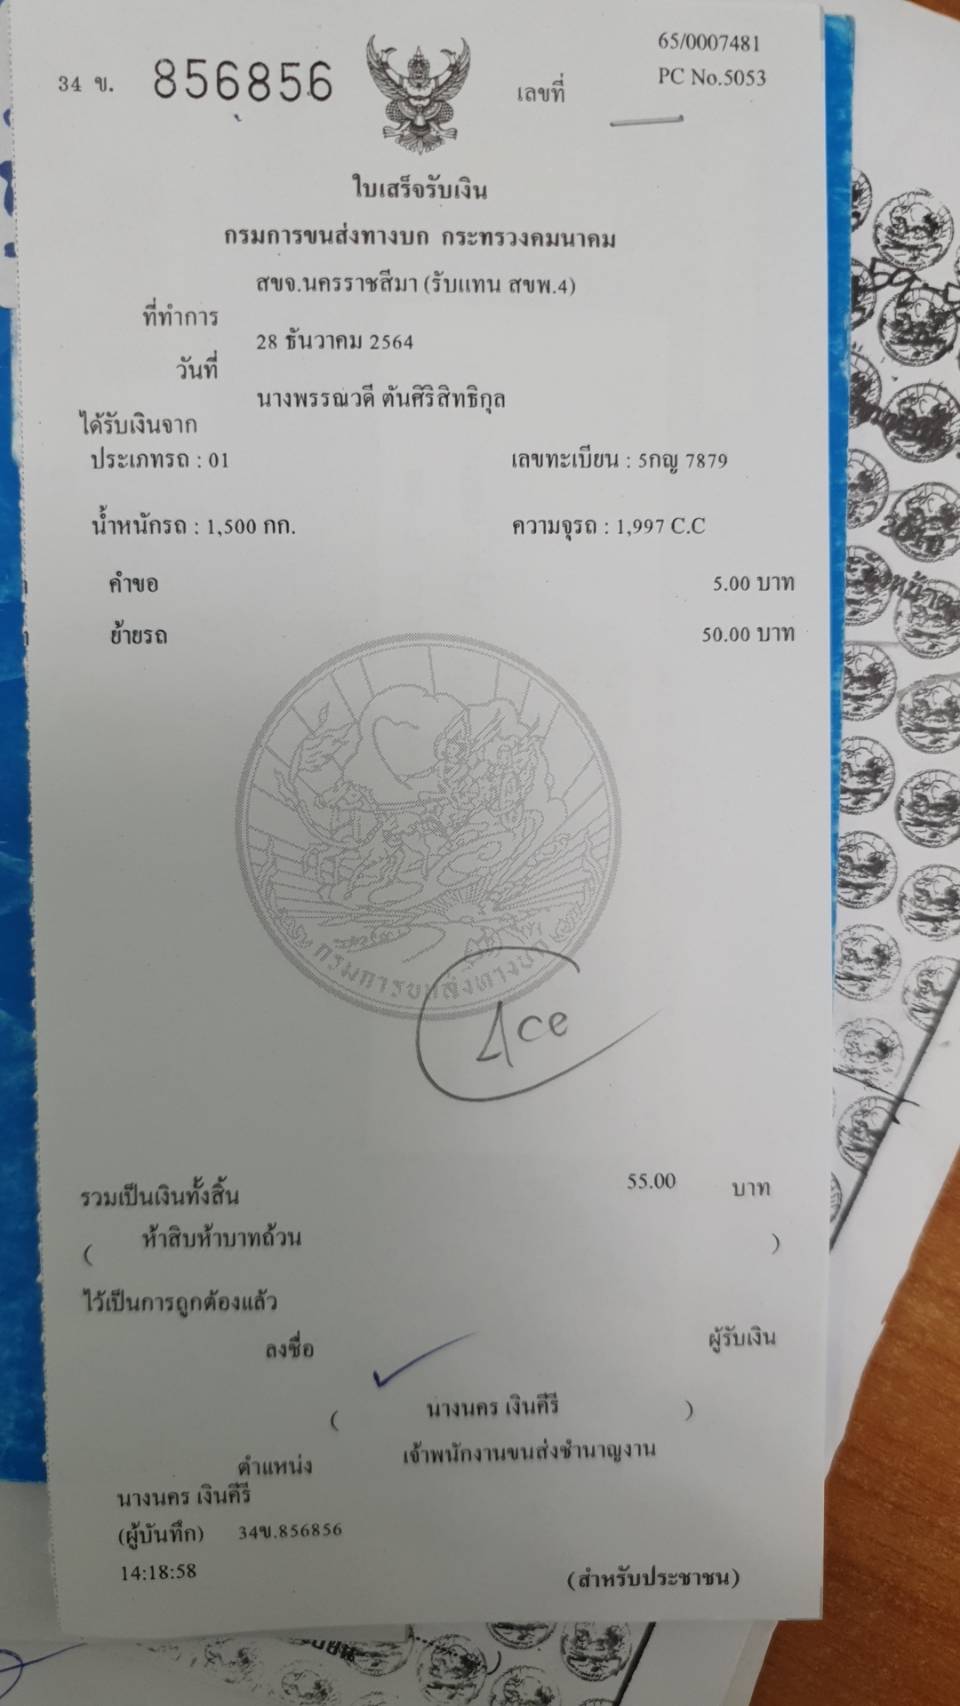 65/0007481
34 ข. 856856 เลขที่ PC No.5053
ใบเสร็จรับเงิน
กรมการขนส่งทางบก กระทรวงคมนาคม
สขจ.นครราชสีมา (รับแทน สขพ.4)
ที่ทำการ
28 ธันวาคม 2564
วันที่
นางพรรณวดี ตันศิริสิทธิกุล
ได้รับเงินจาก
ประเภทรถ : 01 เลขทะเบียน : 5กญ 7879
น้ำหนักรถ : 1,500 กก. ความจุรถ : 1,997 C.C
คำขอ 5.00 บาท
ย้ายรถ 50.00 บาท
กรมการขนส่งทางบก
Ace
รวมเป็นเงินทั้งสิ้น 55.00 บาท
( ห้าสิบห้าบาทถ้วน )
ไว้เป็นการถูกต้องแล้ว
ลงชื่อ ผู้รับเงิน
( นางนคร เงินคีรี )
ตำแหน่ง เจ้าพนักงานขนส่งชำนาญงาน
นางนคร เงินคีรี
(ผู้บันทึก) 34ข.856856
14:18:58
(สำหรับประชาชน)